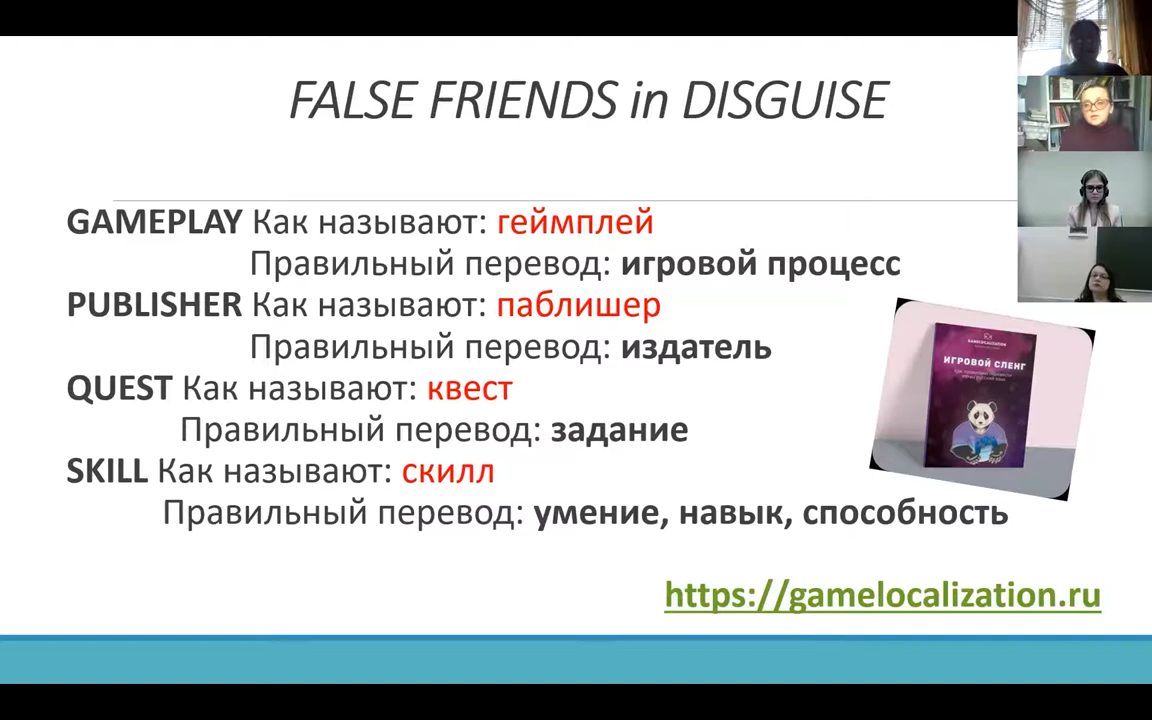 FALSE FRIENDS in DISGUISE
GAMEPLAY Как называют: геймплей
Правильный перевод: игровой процесс
PUBLISHER Как называют: паблишер
Правильный перевод: издатель
QUEST Как называют: квест
Правильный перевод: задание
SKILL Как называют: скилл
Правильный перевод: умение, навык, способность
GAMELOCALIZATION
ИГРОВОЙ СЛЕНГ
https://gamelocalization.ru